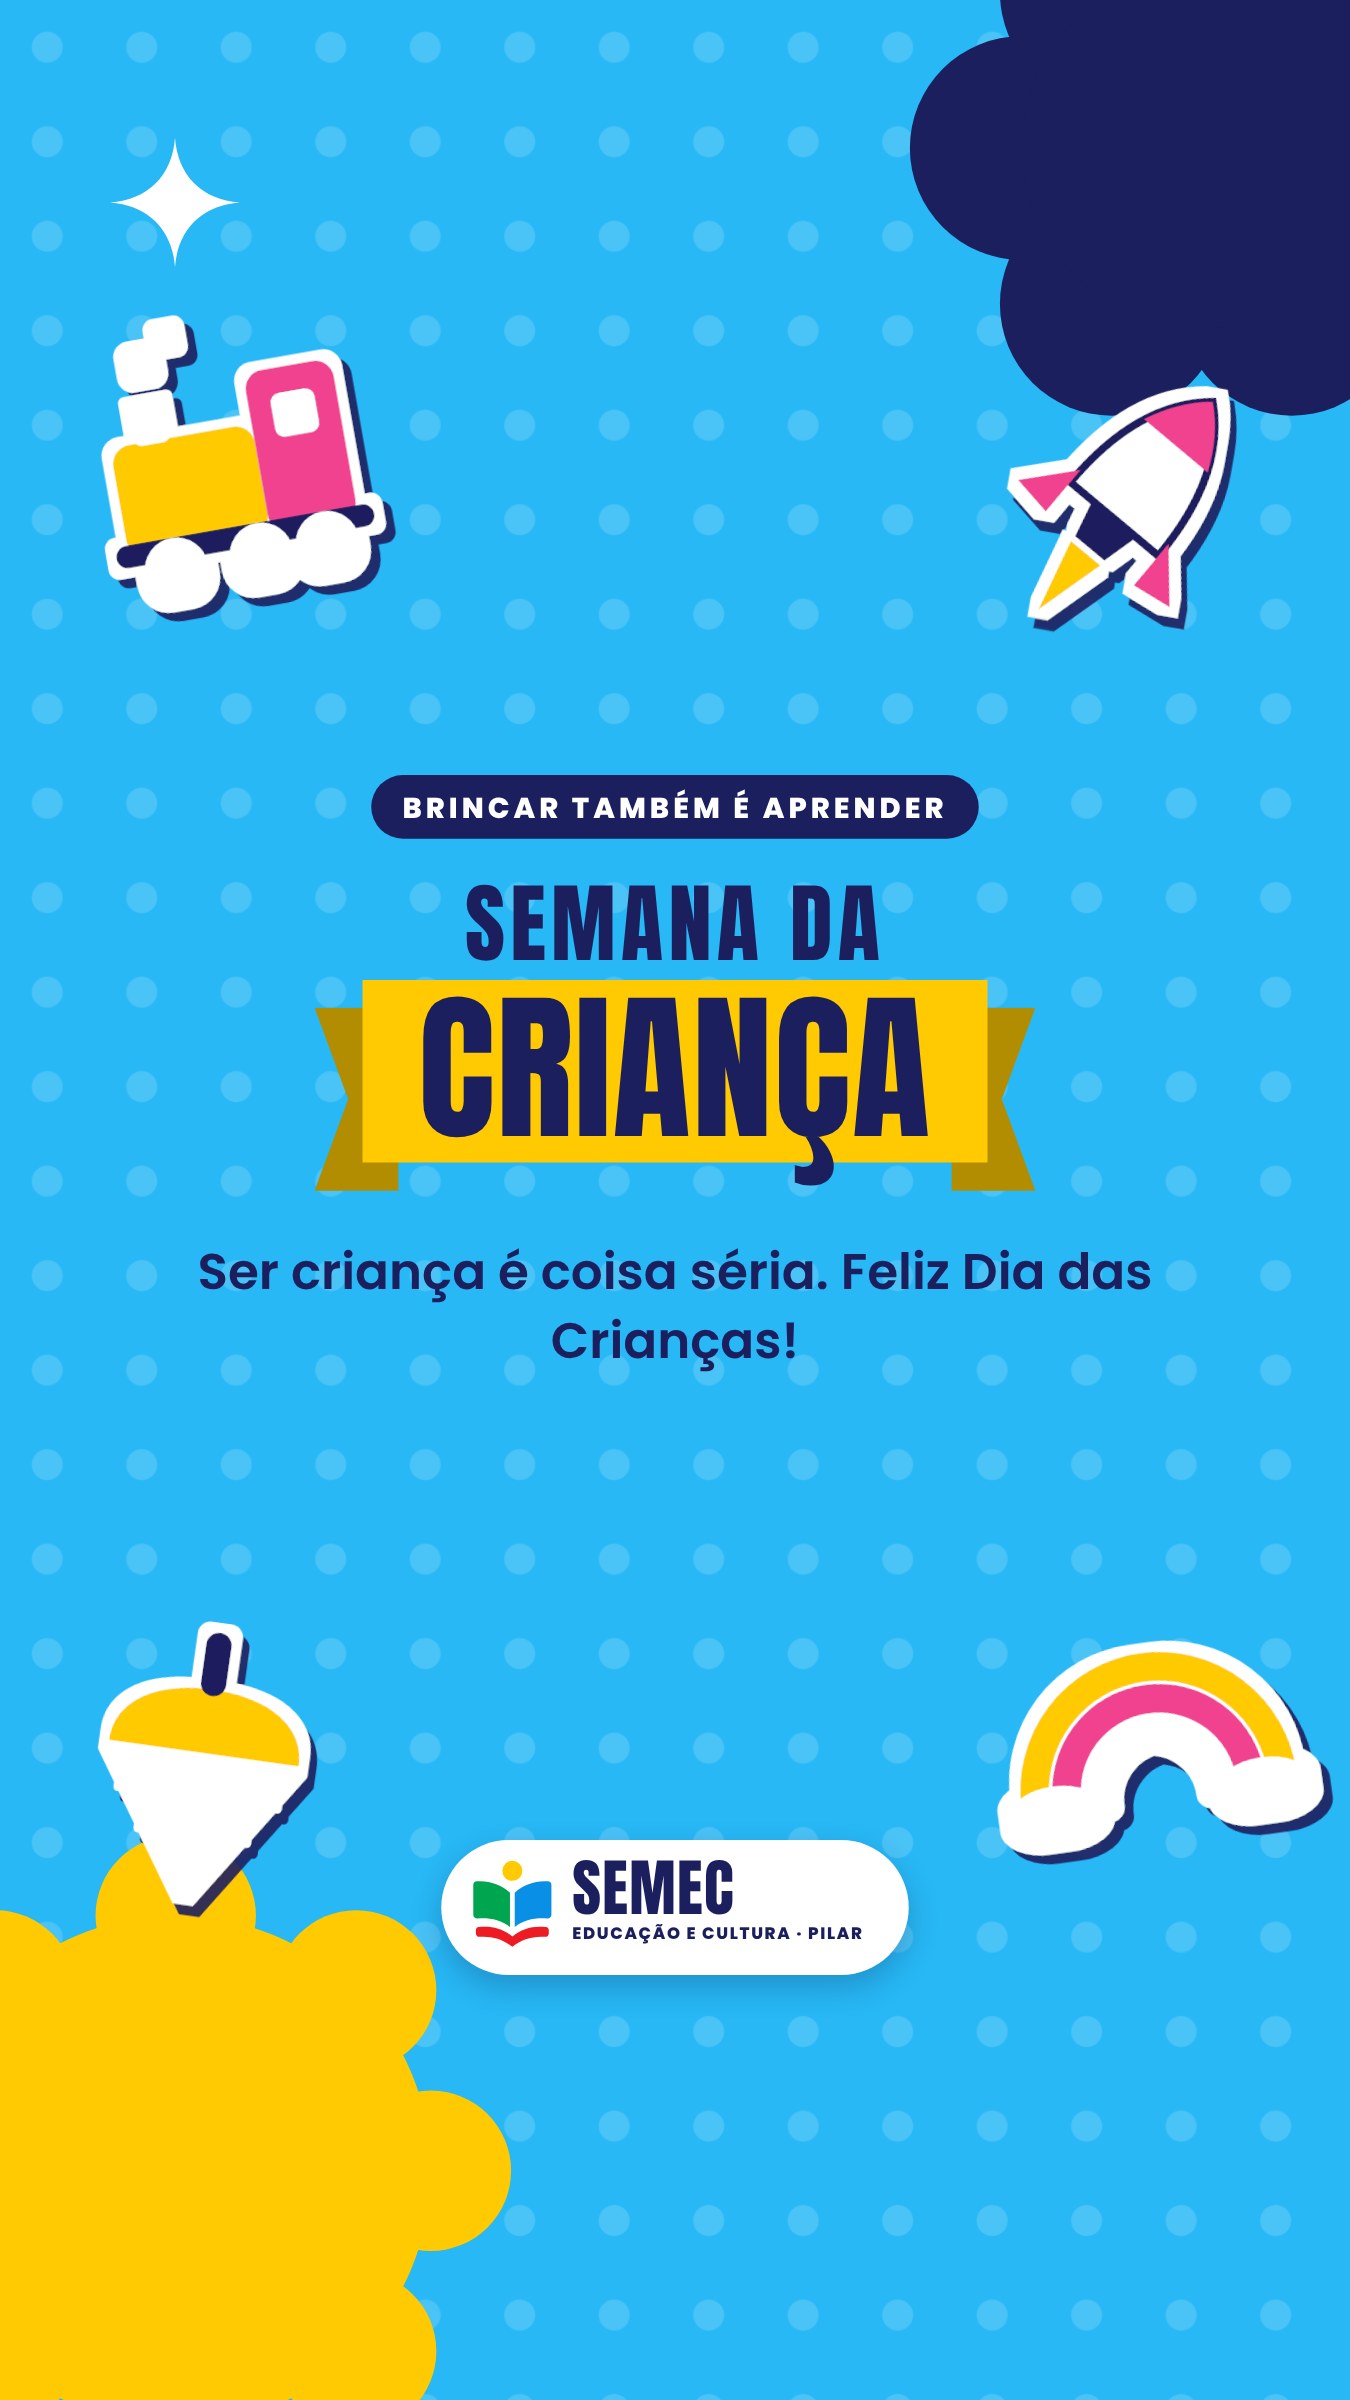 BRINCAR TAMBÉM É APRENDER
SEMANA DA
CRIANÇA
Ser criança é coisa séria. Feliz Dia das
Crianças!
SEMEC
EDUCAÇÃO E CULTURA · PILAR